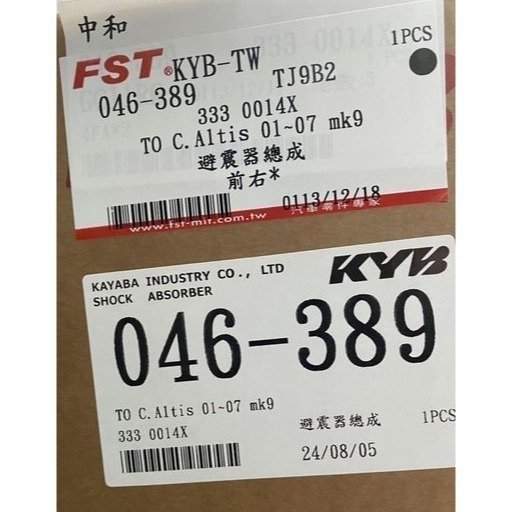 中和
1PCS
FST®KYB-TW
TJ9B2
046-389
333 0014X
TO C.Altis 01~07 mk9
避震器總成
前右*
0113/12/18
www.fst-mit.com.tw
汽車零件專家
KAYABA INDUSTRY CO., LTD
SHOCK ABSORBER
KYB
046-389
TO C.Altis 01-07 mk9
333 0014X
避震器總成
1PCS
24/08/05